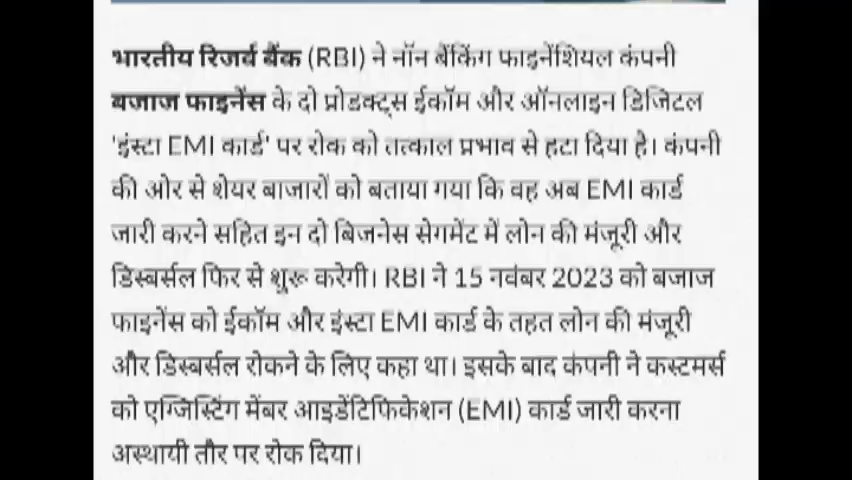 भारतीय रिजर्व बैंक (RBI) ने नॉन बैंकिंग फाइनेंशियल कंपनी
बजाज फाइनेंस के दो प्रोडक्ट्स ईकॉम और ऑनलाइन डिजिटल
'इंस्टा EMI कार्ड' पर रोक को तत्काल प्रभाव से हटा दिया है। कंपनी
की ओर से शेयर बाजारों को बताया गया कि वह अब EMI कार्ड
जारी करने सहित इन दो बिजनेस सेगमेंट में लोन की मंजूरी और
डिस्बर्सल फिर से शुरू करेगी। RBI ने 15 नवंबर 2023 को बजाज
फाइनेंस को ईकॉम और इंस्टा EMI कार्ड के तहत लोन की मंजूरी
और डिस्बर्सल रोकने के लिए कहा था। इसके बाद कंपनी ने कस्टमर्स
को एग्जिस्टिंग मेंबर आइडेंटिफिकेशन (EMI) कार्ड जारी करना
अस्थायी तौर पर रोक दिया।